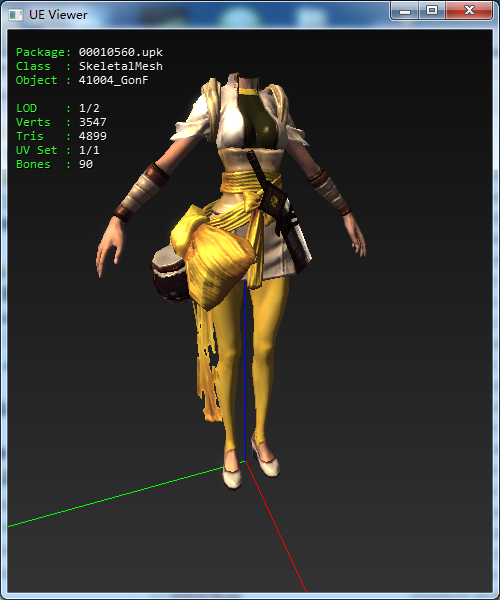 UE Viewer
Package: 00010560.upk
Class : SkeletalMesh
Object : 41004_GonF
LOD : 1/2
Verts : 3547
Tris : 4899
UV Set : 1/1
Bones : 90